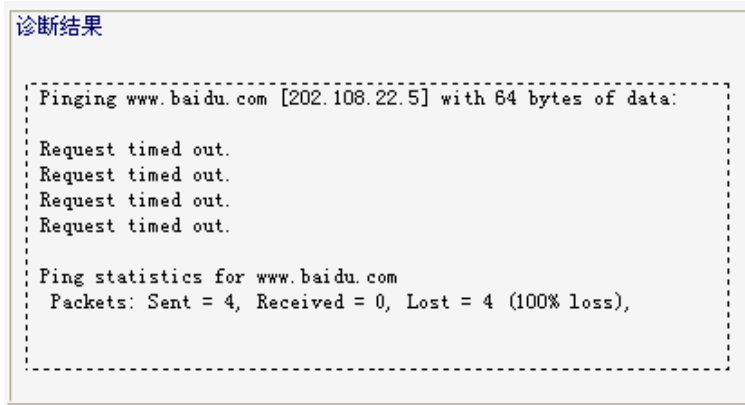 诊断结果
Pinging www.baidu.com [202.108.22.5] with 64 bytes of data:
Request timed out.
Request timed out.
Request timed out.
Request timed out.
Ping statistics for www.baidu.com
Packets: Sent = 4, Received = 0, Lost = 4 (100% loss),